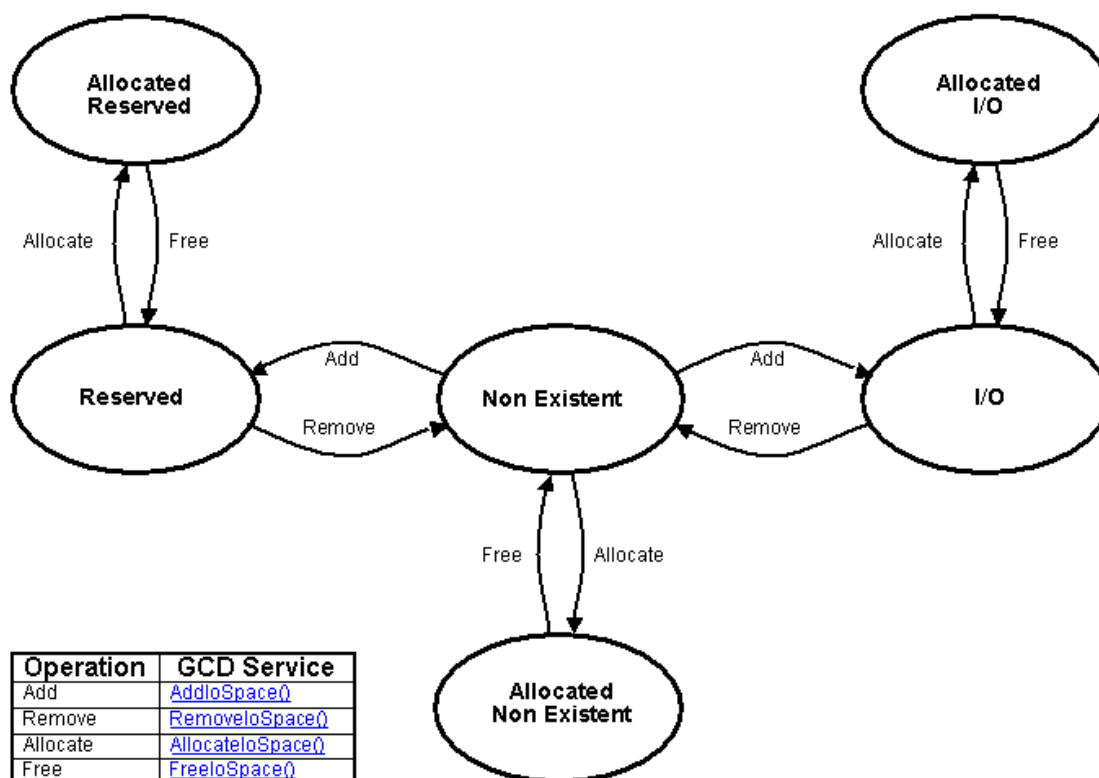 Allocated
Reserved
Allocated
I/O
Allocate
Free
Allocate
Free
Reserved
Add
Remove
Non Existent
Add
Remove
I/O
Free
Allocate
Allocated
Non Existent
Operation GCD Service
Add AddIoSpace()
Remove RemoveIoSpace()
Allocate AllocateIoSpace()
Free FreeIoSpace()